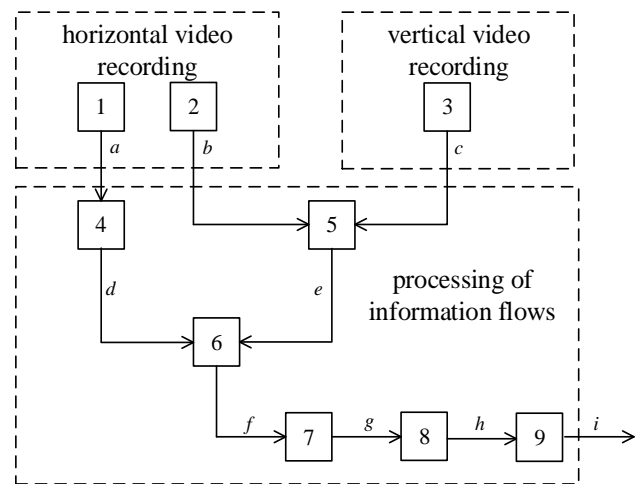 horizontal video
recording
vertical video
recording
1
2
3
a
b
c
4
5
processing of
information flows
d
e
6
f
g
h
i
7
8
9